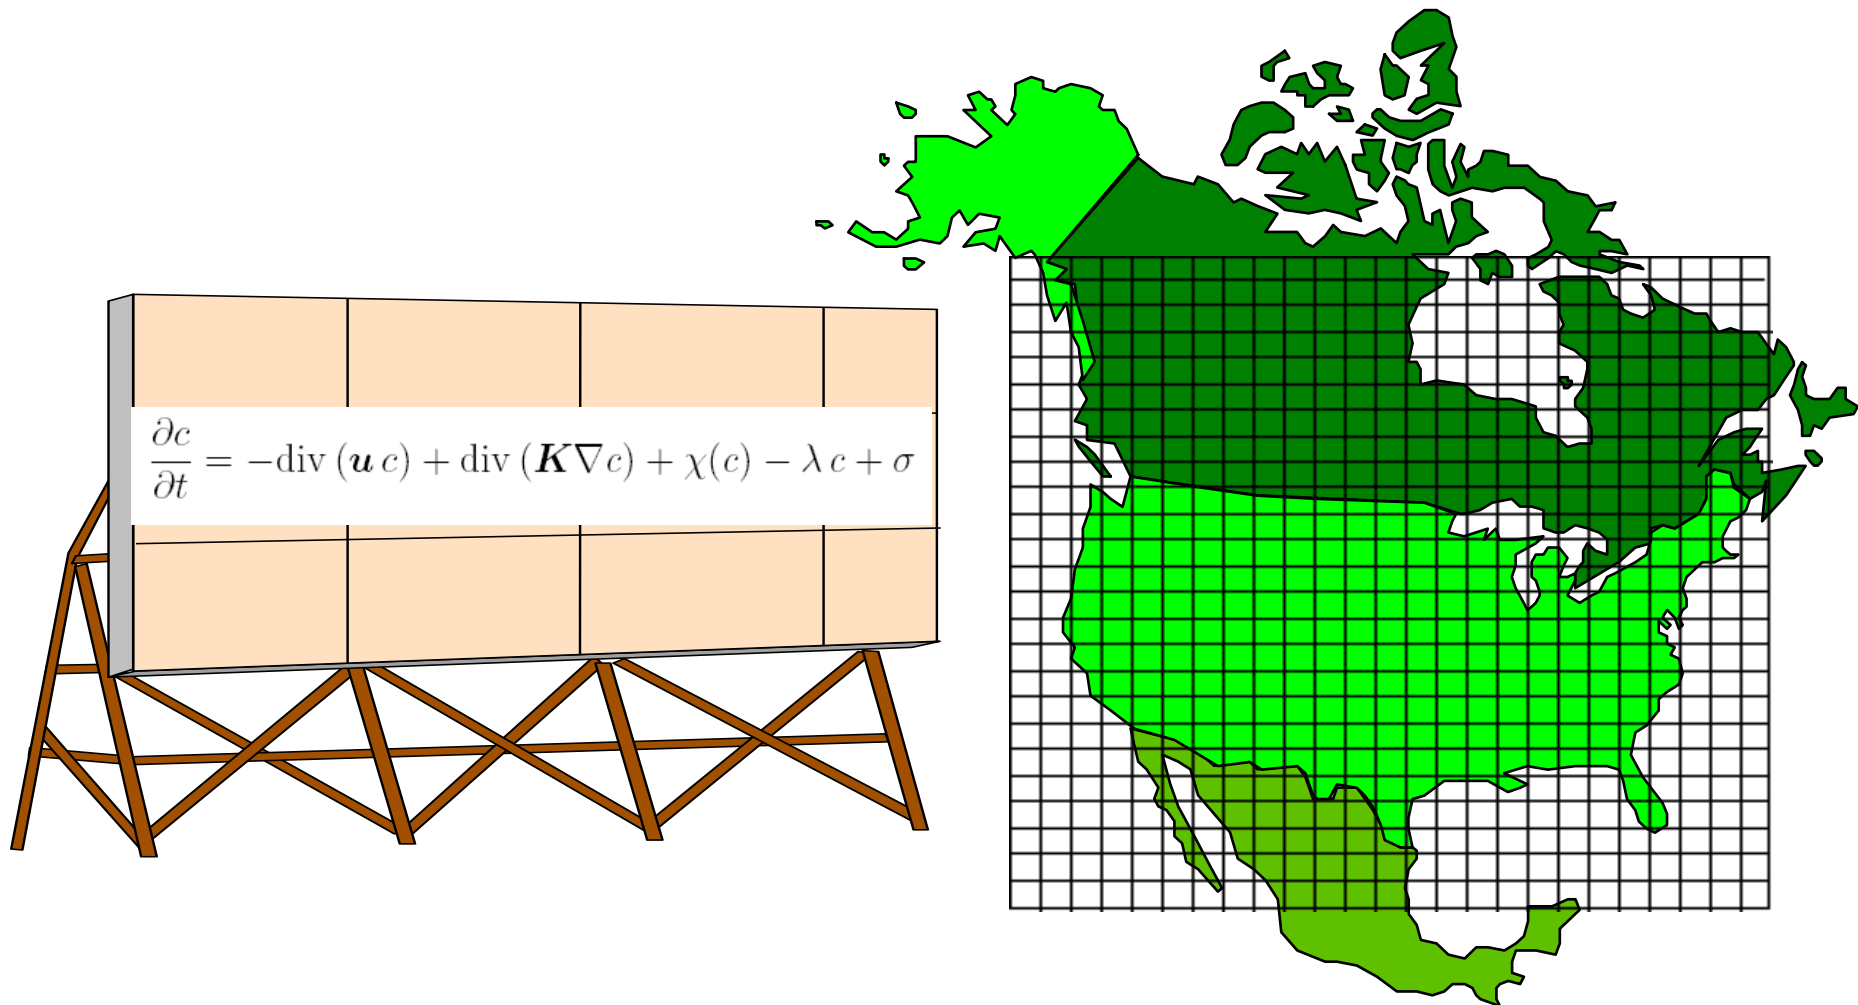 ∂c/∂t = −div (u c) + div (K∇c) + χ(c) − λ c + σ